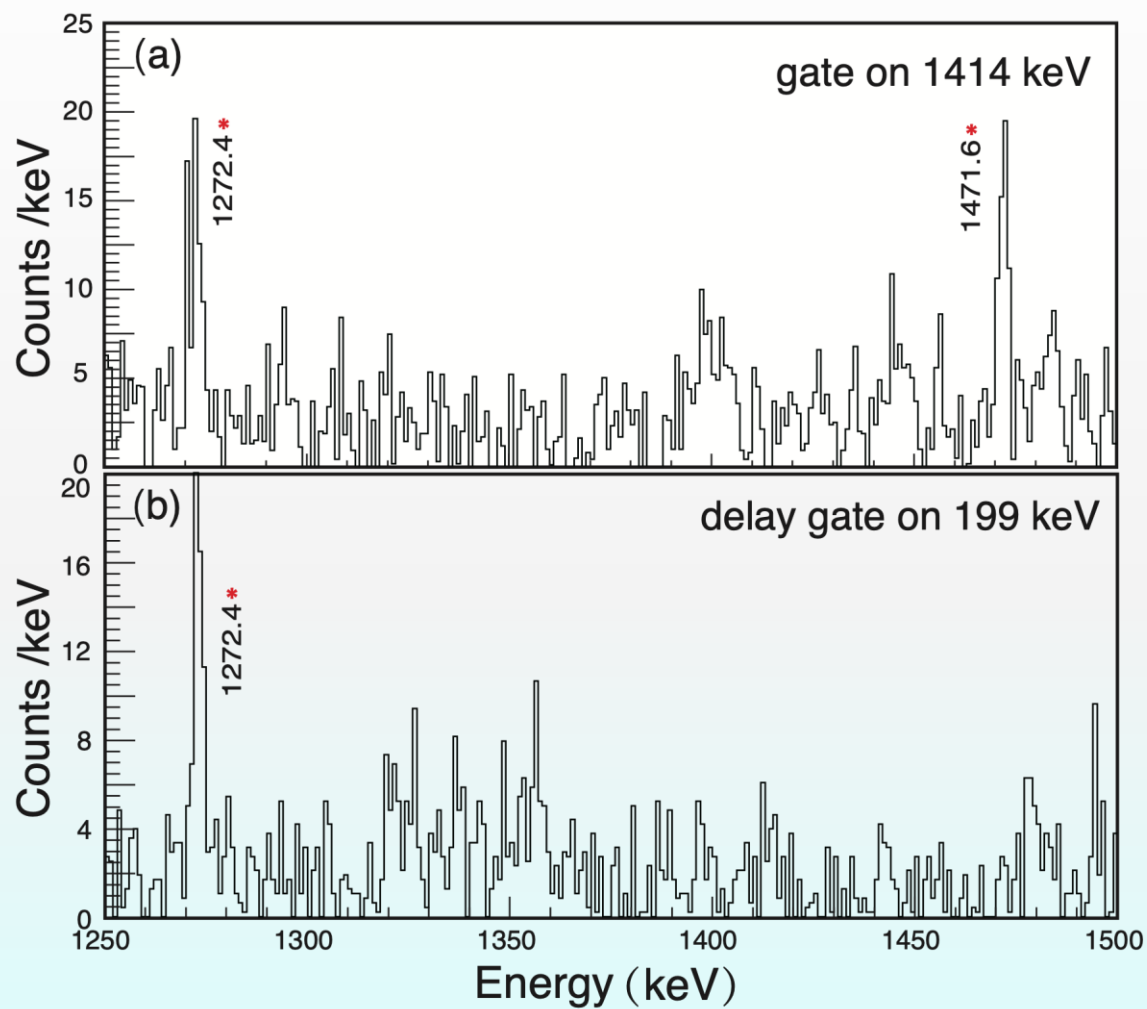 (a)
gate on 1414 keV
1272.4*
1471.6*
Counts /keV
25
20
15
10
5
0
(b)
delay gate on 199 keV
1272.4*
Counts /keV
20
16
12
8
4
0
1250 1300 1350 1400 1450 1500
Energy (keV)